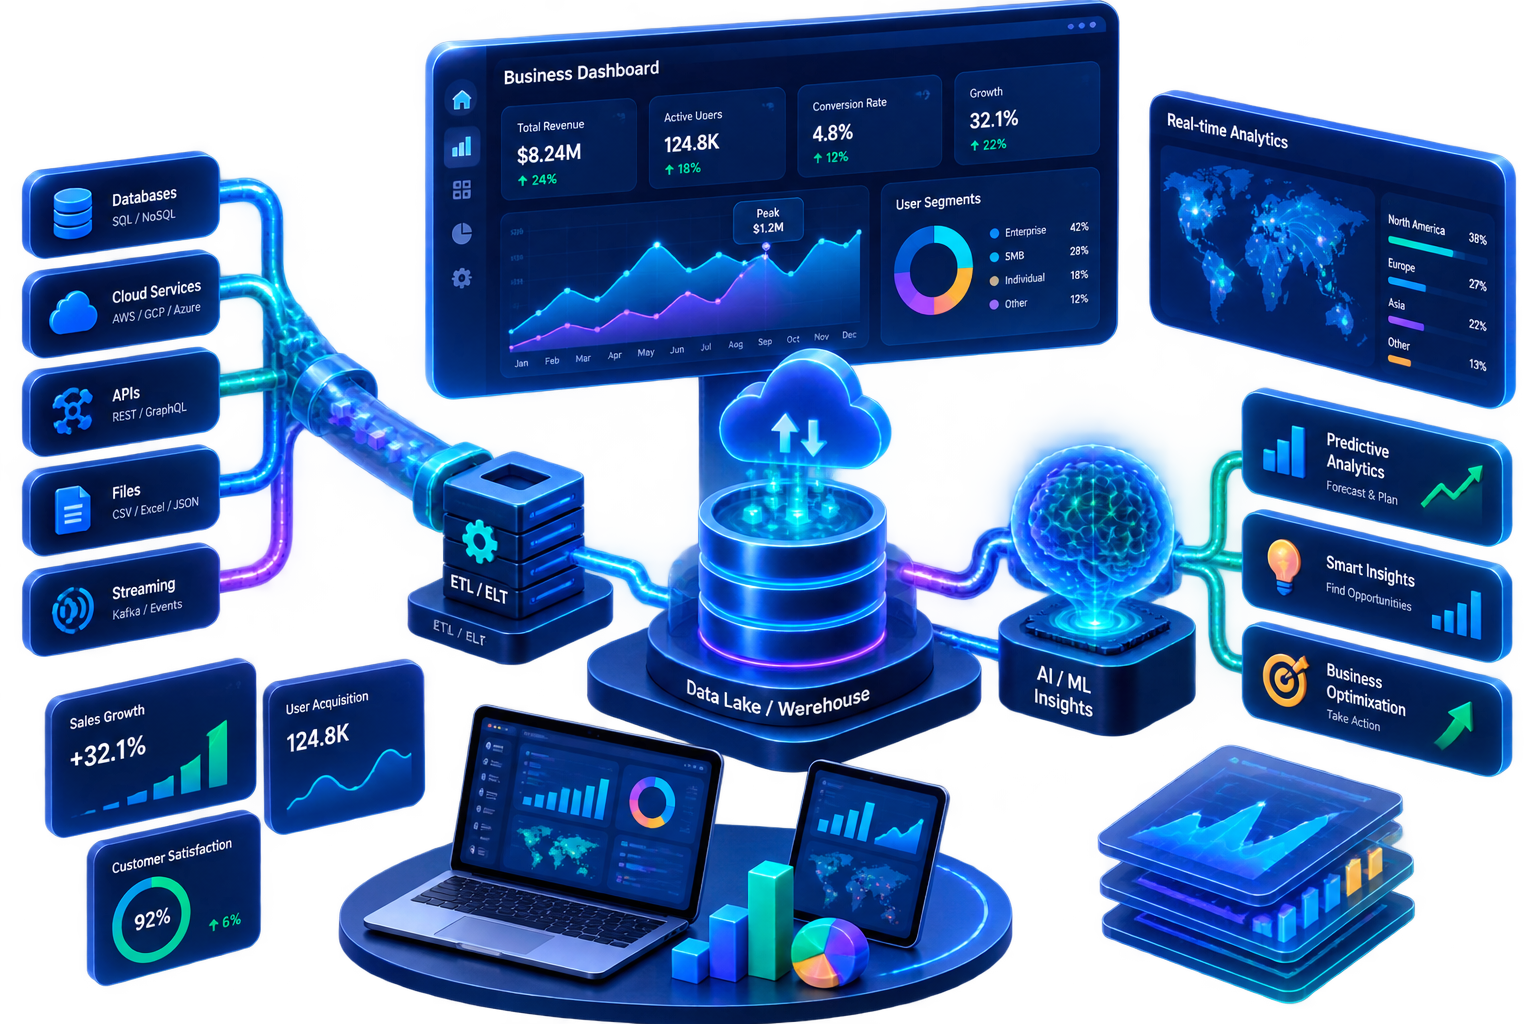 Business Dashboard
Total Revenue
$8.24M
↑ 24%
Active Uoers
124.8K
↑ 18%
Conversion Rate
4.8%
↑ 12%
Growth
32.1%
↑ 22%
Peak
$1.2M
Jan Feb Mar Apr May Jun Jul Aog Sep Oct Nov Dec
User Segments
Enterprise 42%
SMB 28%
Individual 18%
Other 12%
Real-time Analytics
North America 38%
Europe 27%
Asia 22%
Other 13%
Databases
SQL / NoSQL
Cloud Services
AWS / GCP / Azure
APIs
REST / GraphQL
Files
CSV / Excel / JSON
Streaming
Kafka / Events
ETL / ELT
ETL / ELT
Data Lake / Werehouse
AI / ML
Insights
Predictive
Analytics
Forecast & Plan
Smart Insights
Find Opportunities
Business
Optimixation
Take Action
Sales Growth
+32.1%
User Acquisition
124.8K
Customer Satisfaction
92%
↑ 6%